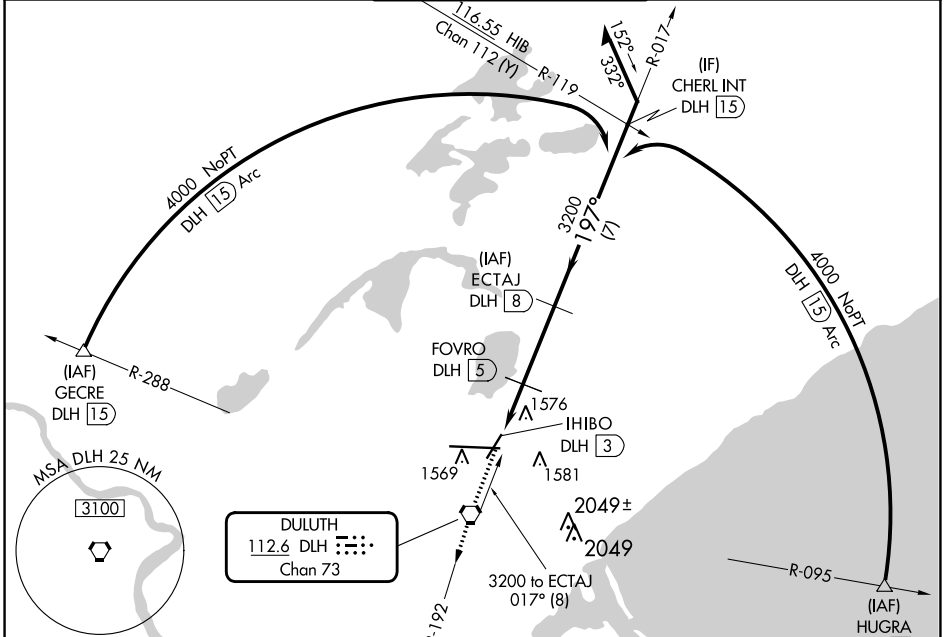 116.55 HIB
Chan 112 (Y)
R-119
152°
332°
R-017
(IF)
CHERL INT
DLH 15
4000 NoPT
DLH 15 Arc
3200
197°
(7)
(IAF)
ECTAJ
DLH 8
4000 NoPT
DLH 15 Arc
FOVRO
DLH 5
(IAF)
GECRE
DLH 15
R-288
1576
IHIBO
DLH 3
1569
1581
MSA DLH 25 NM
3100
2049±
2049
DULUTH
112.6 DLH
Chan 73
3200 to ECTAJ
017° (8)
R-095
(IAF)
HUGRA